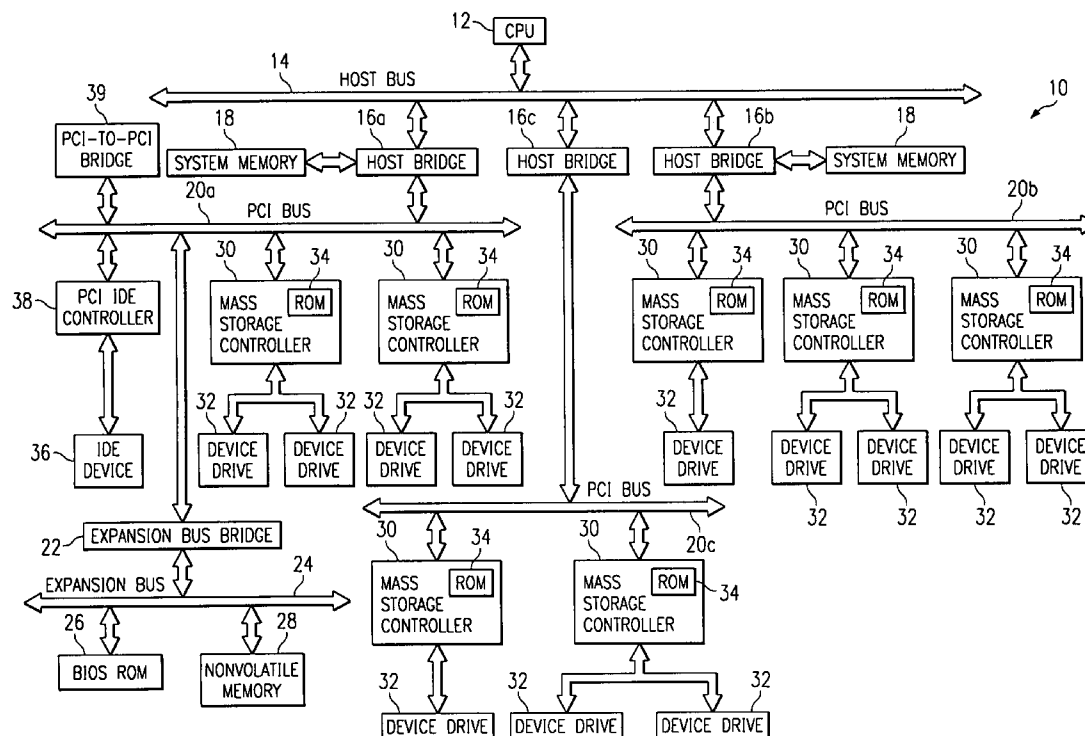 12
CPU
14
HOST BUS
10
39
PCI-TO-PCI
BRIDGE
18
SYSTEM MEMORY
16a
HOST BRIDGE
16c
HOST BRIDGE
16b
HOST BRIDGE
18
SYSTEM MEMORY
20a
PCI BUS
PCI BUS
20b
38
PCI IDE
CONTROLLER
30
34
ROM
MASS
STORAGE
CONTROLLER
30
34
ROM
MASS
STORAGE
CONTROLLER
30
34
ROM
MASS
STORAGE
CONTROLLER
30
34
ROM
MASS
STORAGE
CONTROLLER
30
34
ROM
MASS
STORAGE
CONTROLLER
36
IDE
DEVICE
32
DEVICE
DRIVE
32
DEVICE
DRIVE
32
DEVICE
DRIVE
32
DEVICE
DRIVE
32
DEVICE
DRIVE
DEVICE
DRIVE
32
DEVICE
DRIVE
32
DEVICE
DRIVE
32
DEVICE
DRIVE
32
PCI BUS
20c
22
EXPANSION BUS BRIDGE
EXPANSION BUS
24
26
BIOS ROM
28
NONVOLATILE
MEMORY
30
34
ROM
MASS
STORAGE
CONTROLLER
30
ROM
34
MASS
STORAGE
CONTROLLER
32
DEVICE DRIVE
32
DEVICE DRIVE
32
DEVICE DRIVE